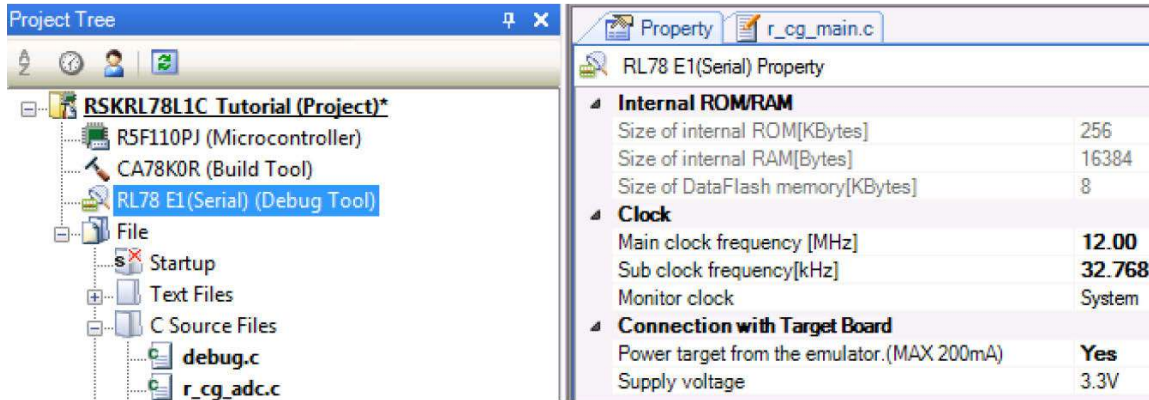 Project Tree
RSKRL78L1C Tutorial (Project)*
R5F110PJ (Microcontroller)
CA78K0R (Build Tool)
RL78 E1(Serial) (Debug Tool)
File
Startup
Text Files
C Source Files
debug.c
r_cg_adc.c
Property r_cg_main.c
RL78 E1(Serial) Property
Internal ROM/RAM
Size of internal ROM[KBytes] 256
Size of internal RAM[Bytes] 16384
Size of DataFlash memory[KBytes] 8
Clock
Main clock frequency [MHz] 12.00
Sub clock frequency[kHz] 32.768
Monitor clock System
Connection with Target Board
Power target from the emulator.(MAX 200mA) Yes
Supply voltage 3.3V